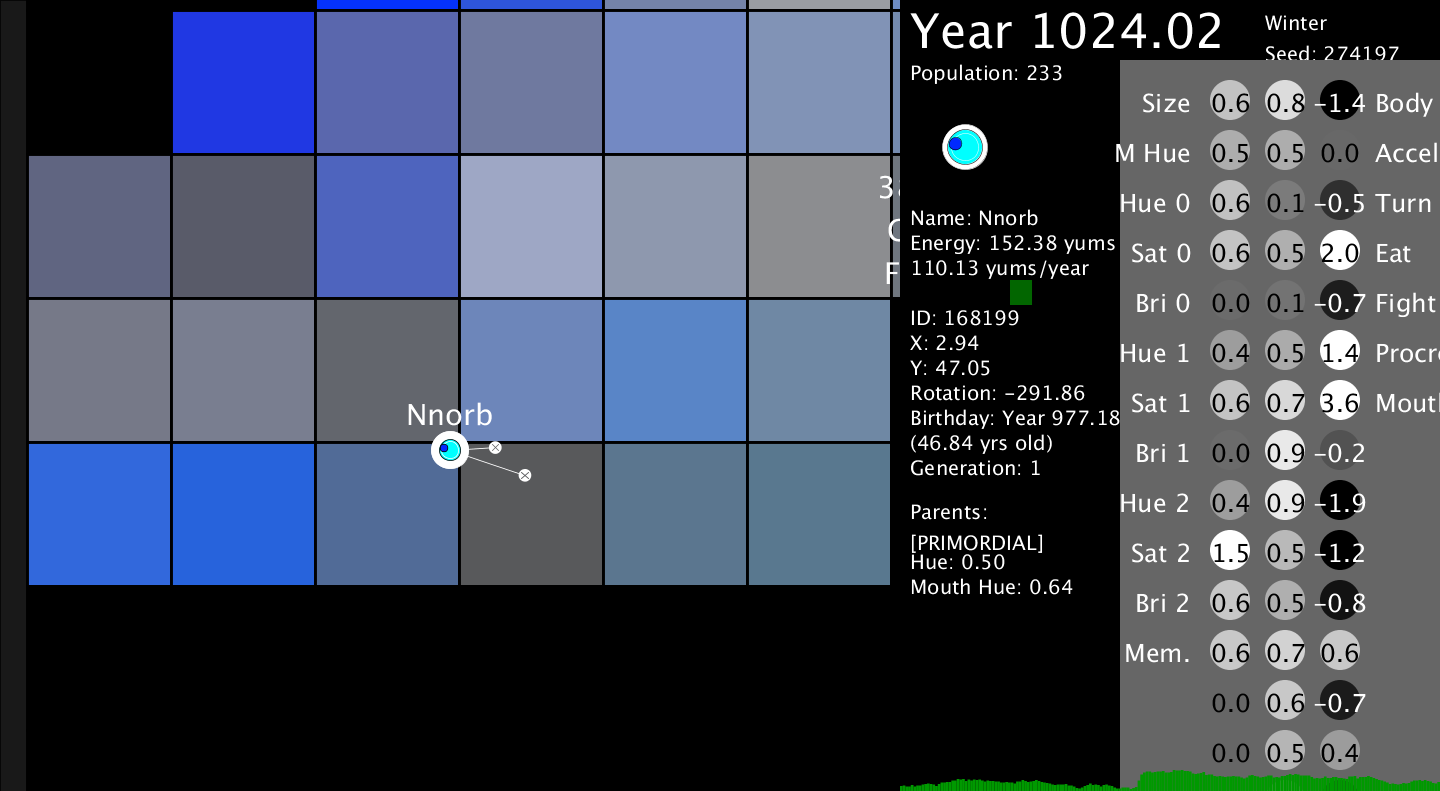 Year 1024.02
Winter
Seed: 274197
Population: 233
Nnorb
Name: Nnorb
Energy: 152.38 yums
110.13 yums/year
ID: 168199
X: 2.94
Y: 47.05
Rotation: -291.86
Birthday: Year 977.18
(46.84 yrs old)
Generation: 1
Parents:
[PRIMORDIAL]
Hue: 0.50
Mouth Hue: 0.64
Size 0.6 0.8 -1.4 Body
M Hue 0.5 0.5 0.0 Accel
Hue 0 0.6 0.1 -0.5 Turn
Sat 0 0.6 0.5 2.0 Eat
Bri 0 0.0 0.1 -0.7 Fight
Hue 1 0.4 0.5 1.4 Procr
Sat 1 0.6 0.7 3.6 Mout
Bri 1 0.0 0.9 -0.2
Hue 2 0.4 0.9 -1.9
Sat 2 1.5 0.5 -1.2
Bri 2 0.6 0.5 -0.8
Mem. 0.6 0.7 0.6
0.0 0.6 -0.7
0.0 0.5 0.4